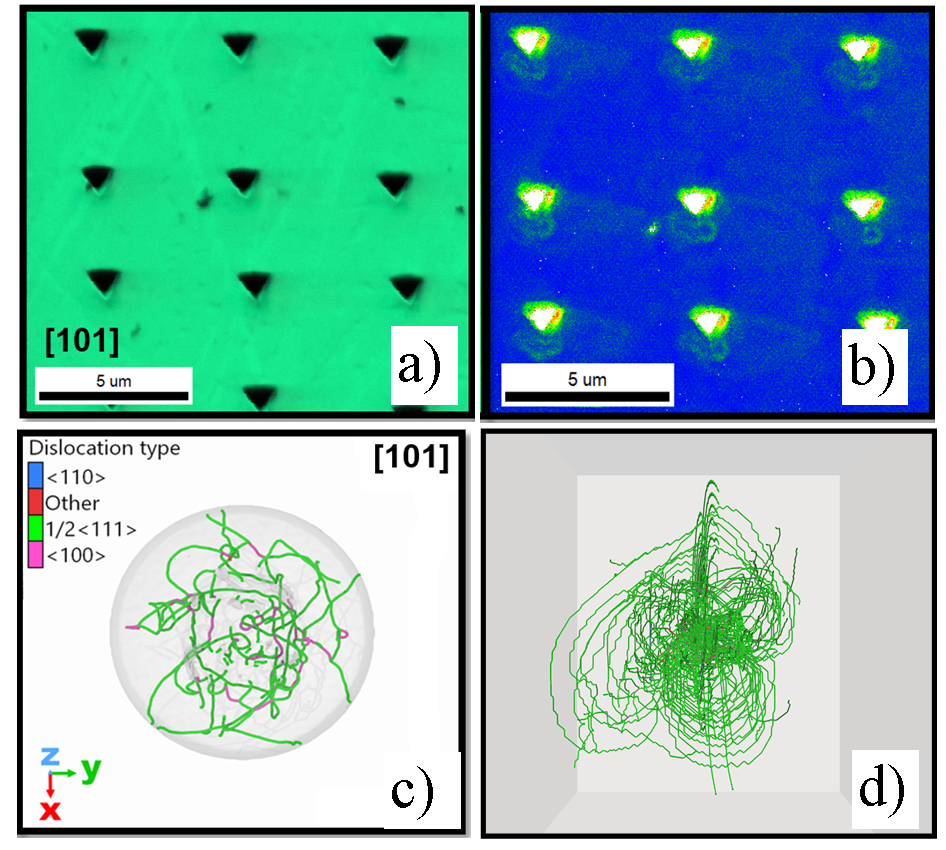 [101]
5 um
a)
5 um
b)
Dislocation type
<110>
Other
1/2<111>
<100>
[101]
z
y
x
c)
d)